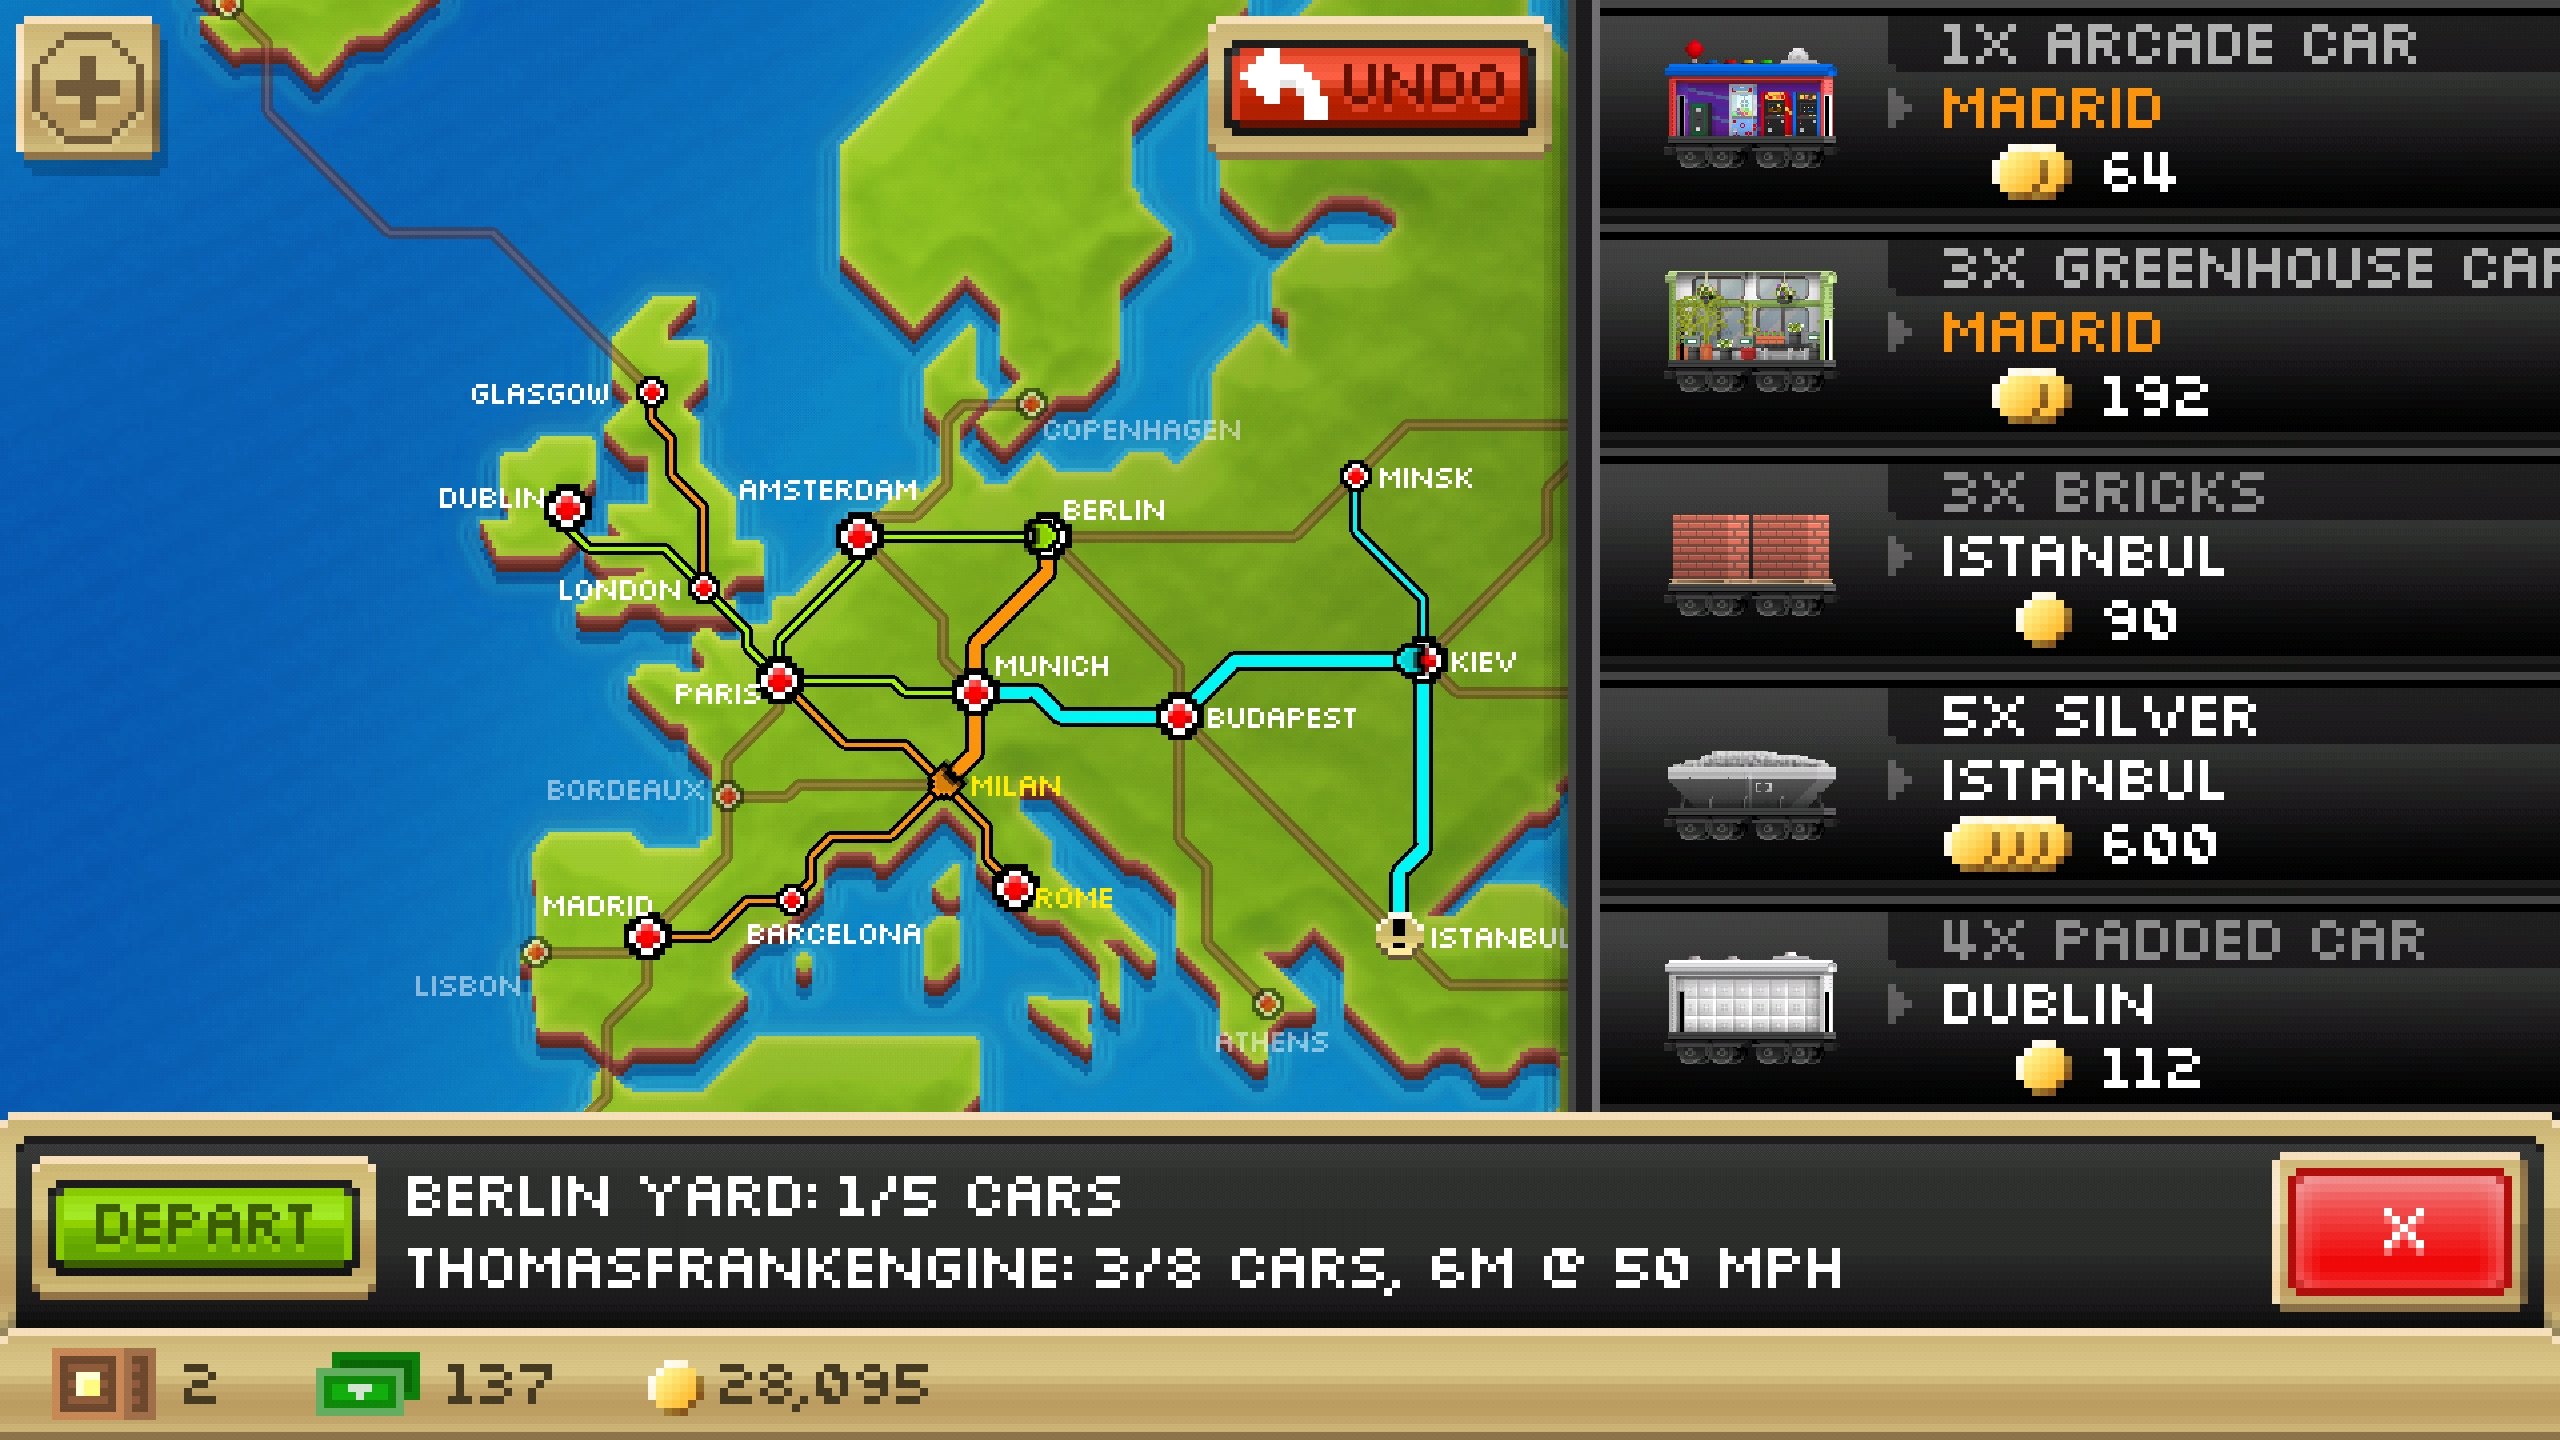 UNDO
GLASGOW
COPENHAGEN
DUBLIN
AMSTERDAM
BERLIN
MINSK
LONDON
PARIS
MUNICH
BUDAPEST
KIEV
BORDEAUX
MILAN
MADRID
BARCELONA
ROME
ISTANBUL
LISBON
ATHENS
1X ARCADE CAR
MADRID
64
3X GREENHOUSE CAR
MADRID
192
3X BRICKS
ISTANBUL
90
5X SILVER
ISTANBUL
600
4X PADDED CAR
DUBLIN
112
DEPART
BERLIN YARD: 1/5 CARS
THOMASFRANKENGINE: 3/8 CARS, 6M @ 50 MPH
X
2
137
28,095